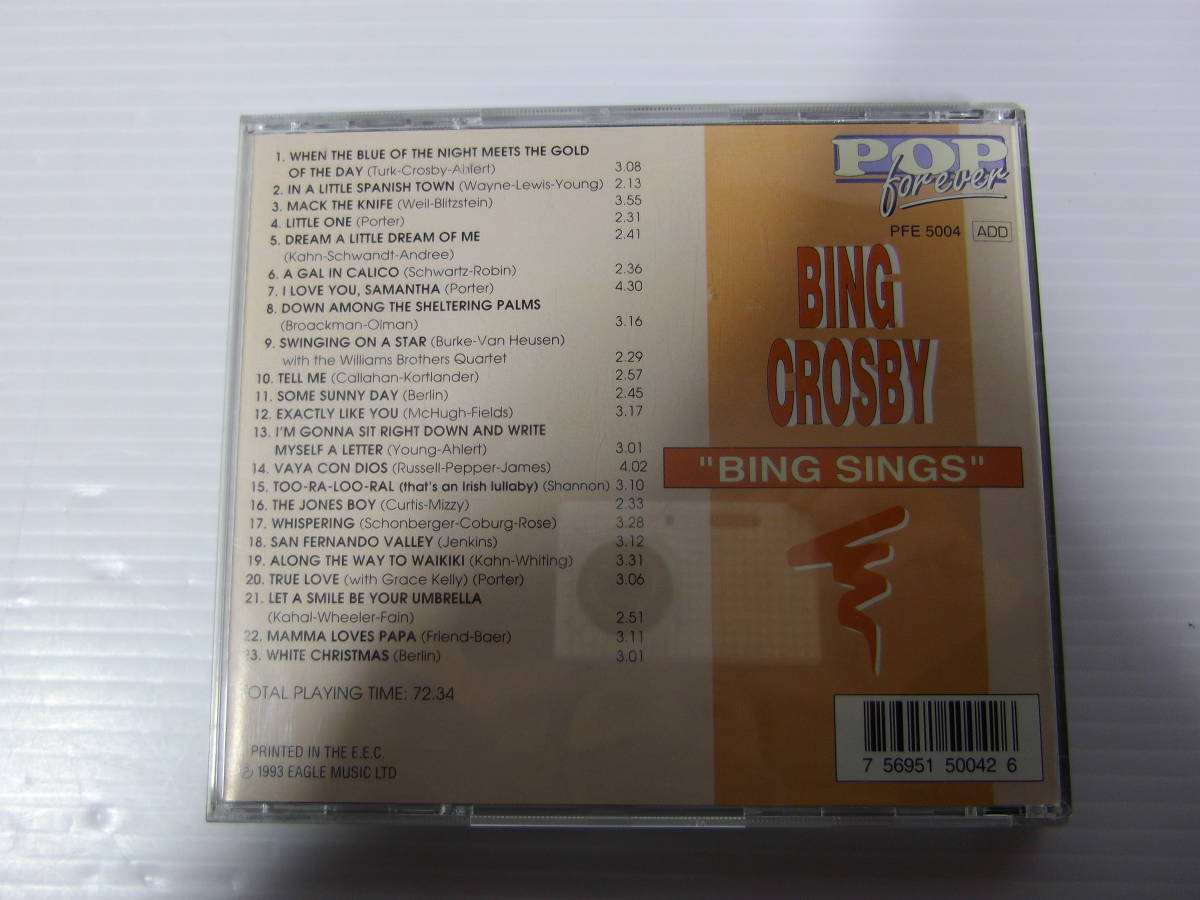 1. WHEN THE BLUE OF THE NIGHT MEETS THE GOLD
OF THE DAY (Turk-Crosby-Ahlert) 3.08
2. IN A LITTLE SPANISH TOWN (Wayne-Lewis-Young) 2.13
3. MACK THE KNIFE (Weil-Blitzstein) 3.55
4. LITTLE ONE (Porter) 2.31
5. DREAM A LITTLE DREAM OF ME 2.41
(Kahn-Schwandt-Andree)
6. A GAL IN CALICO (Schwartz-Robin) 2.36
7. I LOVE YOU, SAMANTHA (Porter) 4.30
8. DOWN AMONG THE SHELTERING PALMS
(Broackman-Olman) 3.16
9. SWINGING ON A STAR (Burke-Van Heusen)
with the Williams Brothers Quartet 2.29
10. TELL ME (Callahan-Kortlander) 2.57
11. SOME SUNNY DAY (Berlin) 2.45
12. EXACTLY LIKE YOU (McHugh-Fields) 3.17
13. I'M GONNA SIT RIGHT DOWN AND WRITE
MYSELF A LETTER (Young-Ahlert) 3.01
14. VAYA CON DIOS (Russell-Pepper-James) 4.02
15. TOO-RA-LOO-RAL (that's an Irish lullaby) (Shannon) 3.10
16. THE JONES BOY (Curtis-Mizzy) 2.33
17. WHISPERING (Schonberger-Coburg-Rose) 3.28
18. SAN FERNANDO VALLEY (Jenkins) 3.12
19. ALONG THE WAY TO WAIKIKI (Kahn-Whiting) 3.31
20. TRUE LOVE (with Grace Kelly) (Porter) 3.06
21. LET A SMILE BE YOUR UMBRELLA
(Kahal-Wheeler-Fain) 2.51
22. MAMMA LOVES PAPA (Friend-Baer) 3.11
23. WHITE CHRISTMAS (Berlin) 3.01
TOTAL PLAYING TIME: 72.34
PRINTED IN THE E.E.C.
℗ 1993 EAGLE MUSIC LTD
POP
forever
PFE 5004 ADD
BING
CROSBY
"BING SINGS"
7 56951 50042 6